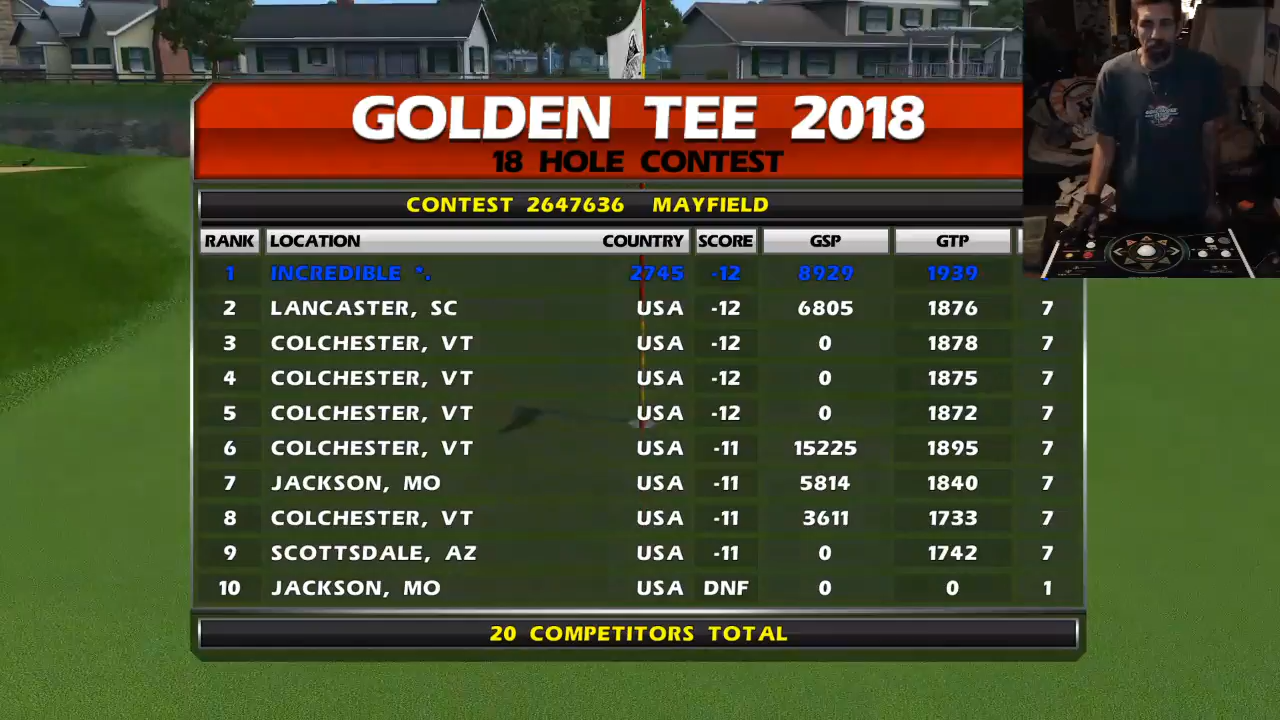 GOLDEN TEE 2018
18 HOLE CONTEST
CONTEST 2647636 MAYFIELD
RANK LOCATION COUNTRY SCORE GSP GTP
1 INCREDIBLE *. 2745 -12 8929 1939
2 LANCASTER, SC USA -12 6805 1876 7
3 COLCHESTER, VT USA -12 0 1878 7
4 COLCHESTER, VT USA -12 0 1875 7
5 COLCHESTER, VT USA -12 0 1872 7
6 COLCHESTER, VT USA -11 15225 1895 7
7 JACKSON, MO USA -11 5814 1840 7
8 COLCHESTER, VT USA -11 3611 1733 7
9 SCOTTSDALE, AZ USA -11 0 1742 7
10 JACKSON, MO USA DNF 0 0 1
20 COMPETITORS TOTAL